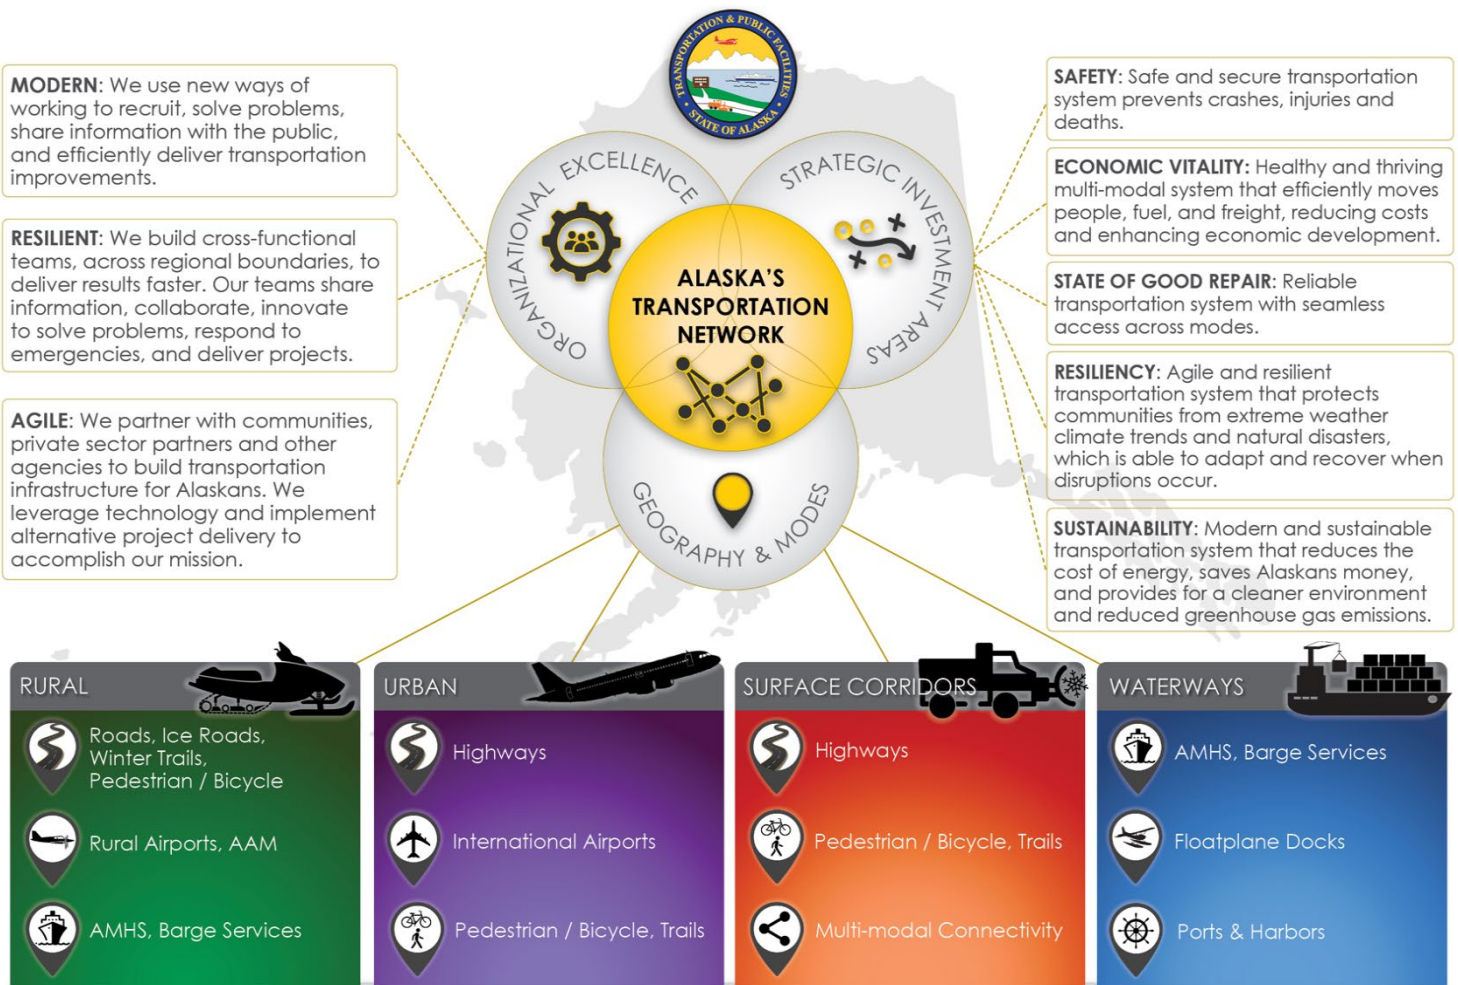 TRANSPORTATION & PUBLIC FACILITIES
STATE OF ALASKA
MODERN: We use new ways of
working to recruit, solve problems,
share information with the public,
and efficiently deliver transportation
improvements.
RESILIENT: We build cross-functional
teams, across regional boundaries, to
deliver results faster. Our teams share
information, collaborate, innovate
to solve problems, respond to
emergencies, and deliver projects.
AGILE: We partner with communities,
private sector partners and other
agencies to build transportation
infrastructure for Alaskans. We
leverage technology and implement
alternative project delivery to
accomplish our mission.
ORGANIZATIONAL EXCELLENCE
STRATEGIC INVESTMENT AREAS
ALASKA'S
TRANSPORTATION
NETWORK
GEOGRAPHY & MODES
SAFETY: Safe and secure transportation
system prevents crashes, injuries and
deaths.
ECONOMIC VITALITY: Healthy and thriving
multi-modal system that efficiently moves
people, fuel, and freight, reducing costs
and enhancing economic development.
STATE OF GOOD REPAIR: Reliable
transportation system with seamless
access across modes.
RESILIENCY: Agile and resilient
transportation system that protects
communities from extreme weather
climate trends and natural disasters,
which is able to adapt and recover when
disruptions occur.
SUSTAINABILITY: Modern and sustainable
transportation system that reduces the
cost of energy, saves Alaskans money,
and provides for a cleaner environment
and reduced greenhouse gas emissions.
RURAL
Roads, Ice Roads,
Winter Trails,
Pedestrian / Bicycle
Rural Airports, AAM
AMHS, Barge Services
URBAN
Highways
International Airports
Pedestrian / Bicycle, Trails
SURFACE CORRIDORS
Highways
Pedestrian / Bicycle, Trails
Multi-modal Connectivity
WATERWAYS
AMHS, Barge Services
Floatplane Docks
Ports & Harbors